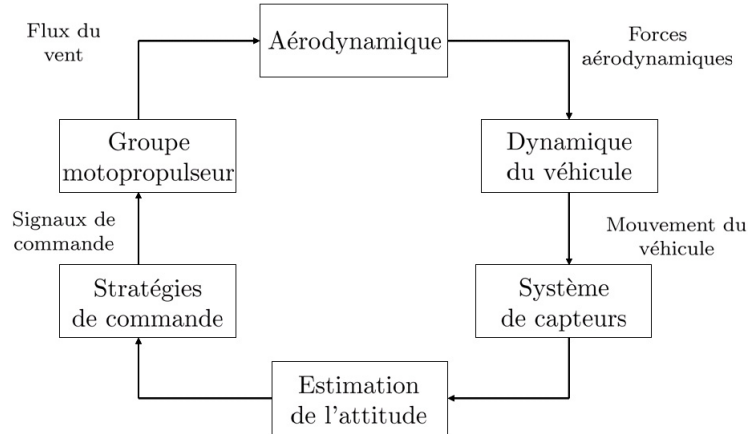 Flux du
vent
Aérodynamique
Forces
aérodynamiques
Groupe
motopropulseur
Dynamique
du véhicule
Signaux de
commande
Mouvement du
véhicule
Stratégies
de commande
Système
de capteurs
Estimation
de l'attitude